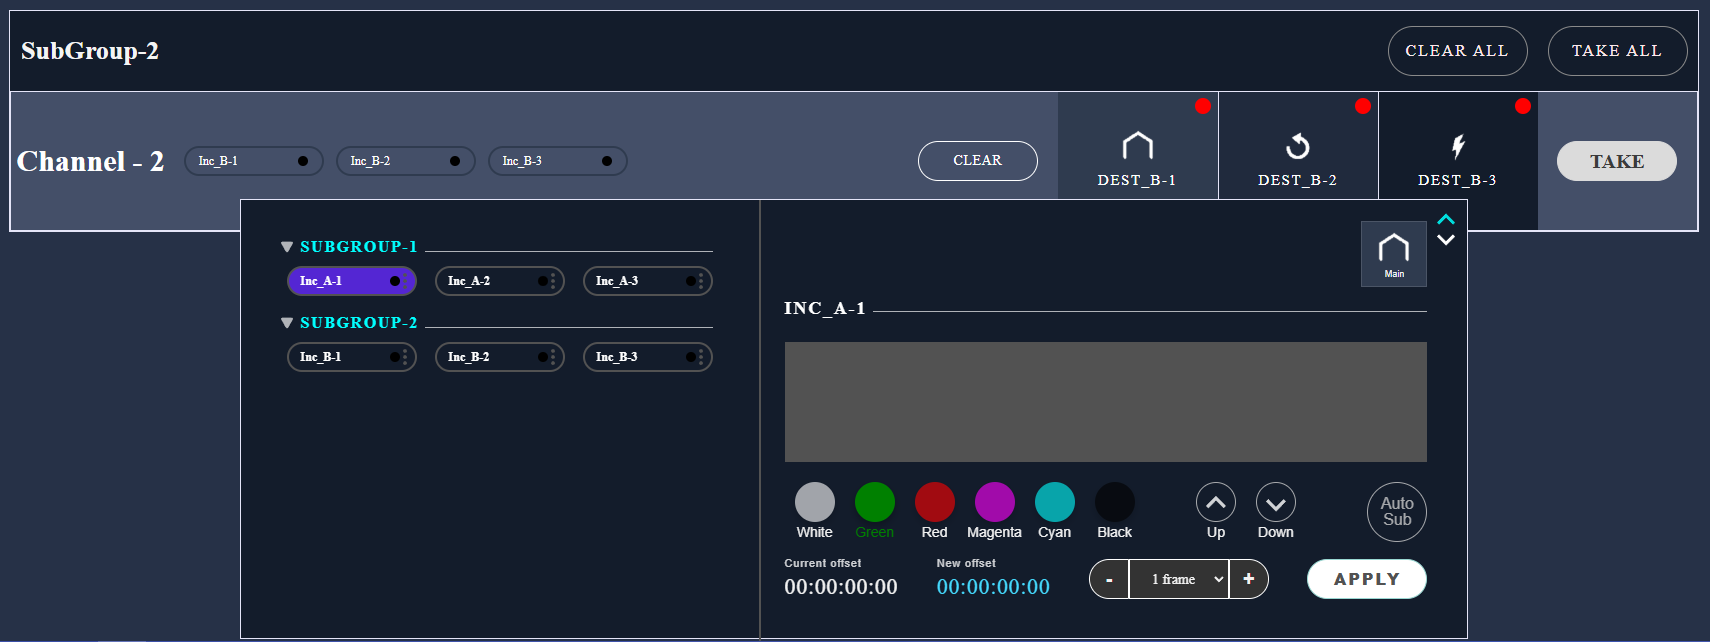 SubGroup-2
CLEAR ALL
TAKE ALL
Channel - 2
Inc_B-1
Inc_B-2
Inc_B-3
CLEAR
DEST_B-1
DEST_B-2
DEST_B-3
TAKE
SUBGROUP-1
Inc_A-1
Inc_A-2
Inc_A-3
SUBGROUP-2
Inc_B-1
Inc_B-2
Inc_B-3
Main
INC_A-1
White
Green
Red
Magenta
Cyan
Black
Up
Down
Auto
Sub
Current offset
00:00:00:00
New offset
00:00:00:00
-
1 frame
+
APPLY